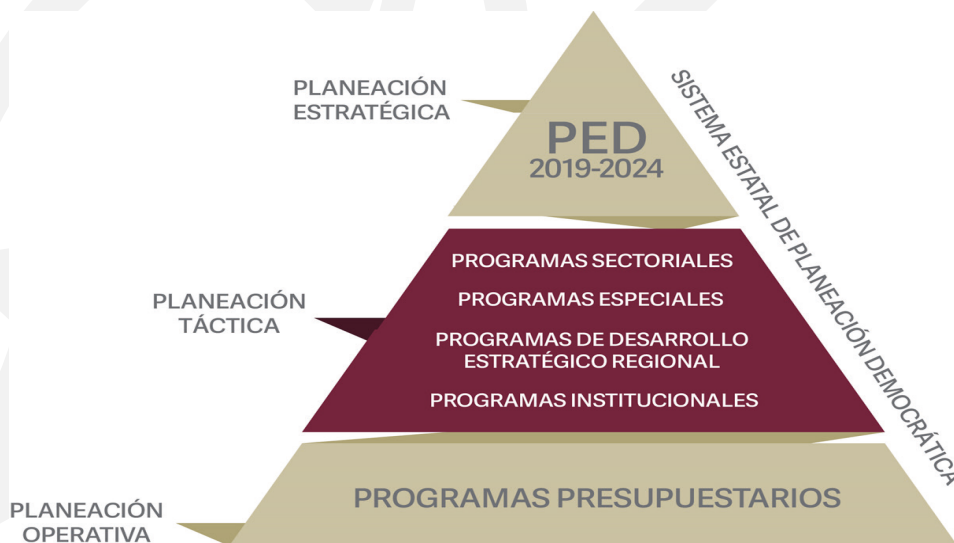 PLANEACIÓN
ESTRATÉGICA
PED
2019-2024
SISTEMA ESTATAL DE PLANEACIÓN DEMOCRÁTICA
PLANEACIÓN
TÁCTICA
PROGRAMAS SECTORIALES
PROGRAMAS ESPECIALES
PROGRAMAS DE DESARROLLO
ESTRATÉGICO REGIONAL
PROGRAMAS INSTITUCIONALES
PLANEACIÓN
OPERATIVA
PROGRAMAS PRESUPUESTARIOS